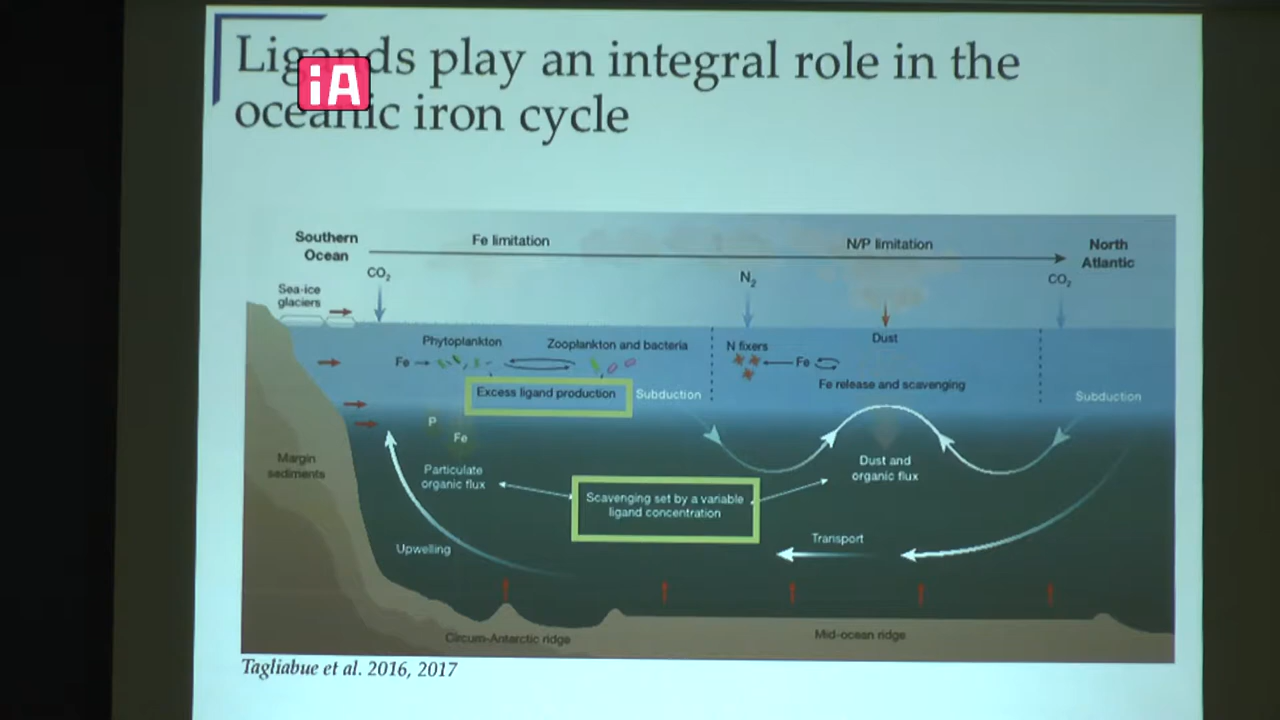 Ligands play an integral role in the
oceanic iron cycle
iA
Southern
Ocean
Fe limitation
N/P limitation
North
Atlantic
CO₂
N₂
CO₂
Sea-ice
glaciers
Dust
Phytoplankton
Zooplankton and bacteria
N fixers
Fe
Fe
Fe release and scavenging
Excess ligand production
Subduction
Subduction
P
Fe
Margin
sediments
Particulate
organic flux
Dust and
organic flux
Scavenging set by a variable
ligand concentration
Transport
Upwelling
Circum-Antarctic ridge
Mid-ocean ridge
Tagliabue et al. 2016, 2017